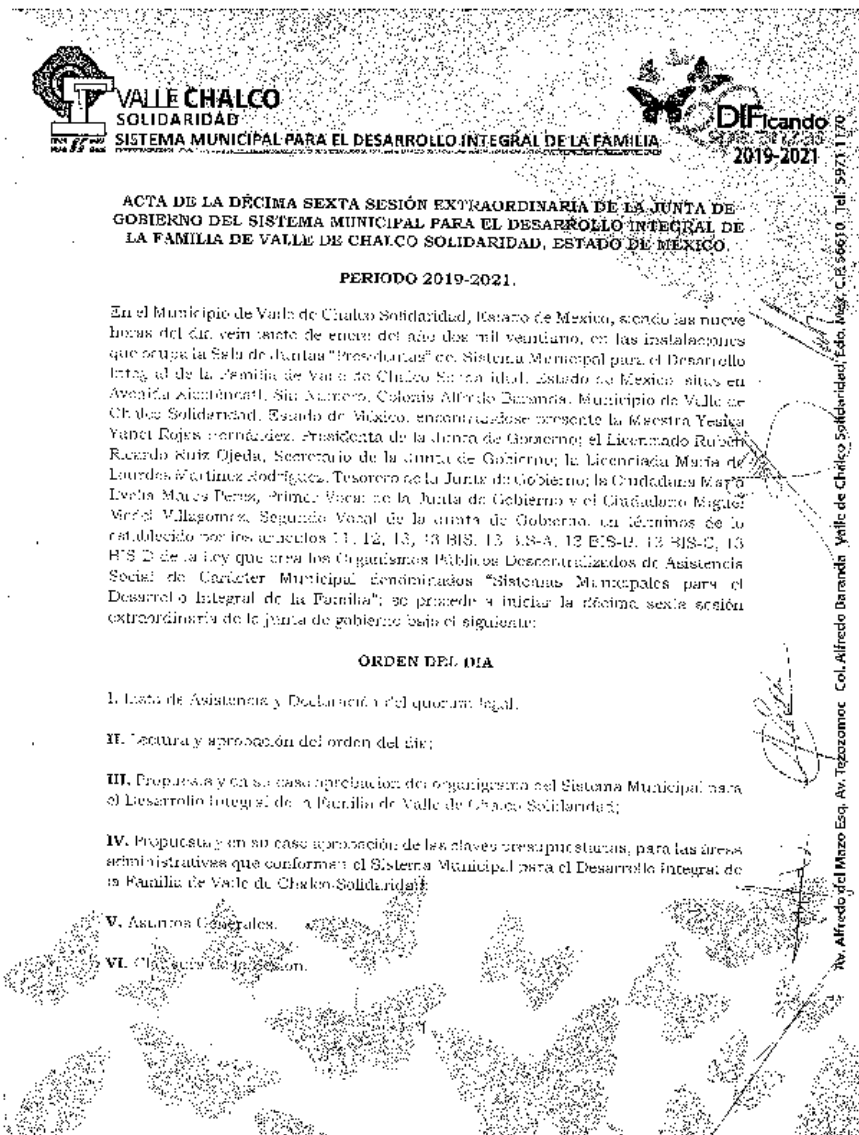 VALLE CHALCO
SOLIDARIDAD
SISTEMA MUNICIPAL PARA EL DESARROLLO INTEGRAL DE LA FAMILIA
DIFicando
2019-2021
ACTA DE LA DÉCIMA SEXTA SESIÓN EXTRAORDINARIA DE LA JUNTA DE
GOBIERNO DEL SISTEMA MUNICIPAL PARA EL DESARROLLO INTEGRAL DE
LA FAMILIA DE VALLE DE CHALCO SOLIDARIDAD, ESTADO DE MÉXICO.
PERIODO 2019-2021.
En el Municipio de Valle de Chalco Solidaridad, Estado de México, siendo las nueve
horas del día veintisiete de enero del año dos mil veintiuno, en las instalaciones
que ocupa la Sala de Juntas "Presidentas" del Sistema Municipal para el Desarrollo
Integral de la Familia de Valle de Chalco Solidaridad, Estado de México, sitas en
Avenida Xicoténcatl, Sin Número, Colonia Alfredo Baranda, Municipio de Valle de
Chalco Solidaridad, Estado de México, encontrándose presente la Maestra Yesica
Yanet Rojas Hernández, Presidenta de la Junta de Gobierno; el Licenciado Rubén
Ricardo Ruiz Ojeda, Secretario de la Junta de Gobierno; la Licenciada María de
Lourdes Martínez Rodríguez, Tesorero de la Junta de Gobierno; la Ciudadana
Mares Pérez, Primer Vocal de la Junta de Gobierno y el Ciudadano Miguel
Villagomez, Segundo Vocal de la Junta de Gobierno, en términos de lo
establecido por los artículos 11, 12, 13, 13 BIS, 13 BIS-A, 13 BIS-B, 13 BIS-C, 13
BIS-D de la Ley que crea los Organismos Públicos Descentralizados de Asistencia
Social de Carácter Municipal denominados "Sistemas Municipales para el
Desarrollo Integral de la Familia"; se procede a iniciar la décima sexta sesión
extraordinaria de la junta de gobierno bajo el siguiente:
ORDEN DEL DIA
I. Lista de Asistencia y Declaración del quorum legal.
II. Lectura y aprobación del orden del día;
III. Propuesta y en su caso aprobación del organigrama del Sistema Municipal para
el Desarrollo Integral de la Familia de Valle de Chalco Solidaridad;
IV. Propuesta y en su caso aprobación de las claves presupuestarias, para las áreas
administrativas que conforman el Sistema Municipal para el Desarrollo Integral de
la Familia de Valle de Chalco Solidaridad;
V. Asuntos Generales.
VI. Clausura de la Sesión.
1
Av. Alfredo del Mazo Esq. Av. Tezozomoc Col. Alfredo Baranda Valle de Chalco Solidaridad, Edo. Méx. C.P. 56610 Tel. 5971 1170